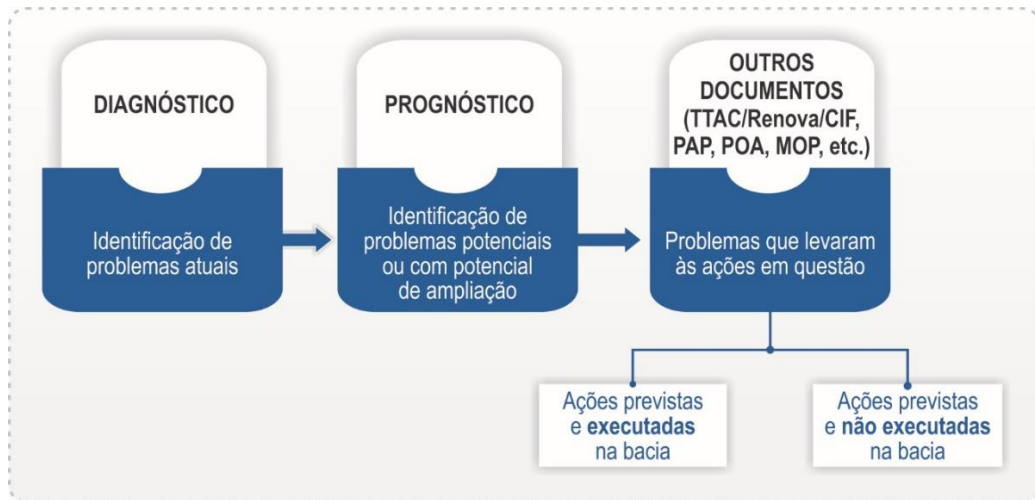 DIAGNÓSTICO
Identificação de
problemas atuais
PROGNÓSTICO
Identificação de
problemas potenciais
ou com potencial
de ampliação
OUTROS
DOCUMENTOS
(TTAC/Renova/CIF,
PAP, POA, MOP, etc.)
Problemas que levaram
às ações em questão
Ações previstas
e executadas
na bacia
Ações previstas
e não executadas
na bacia